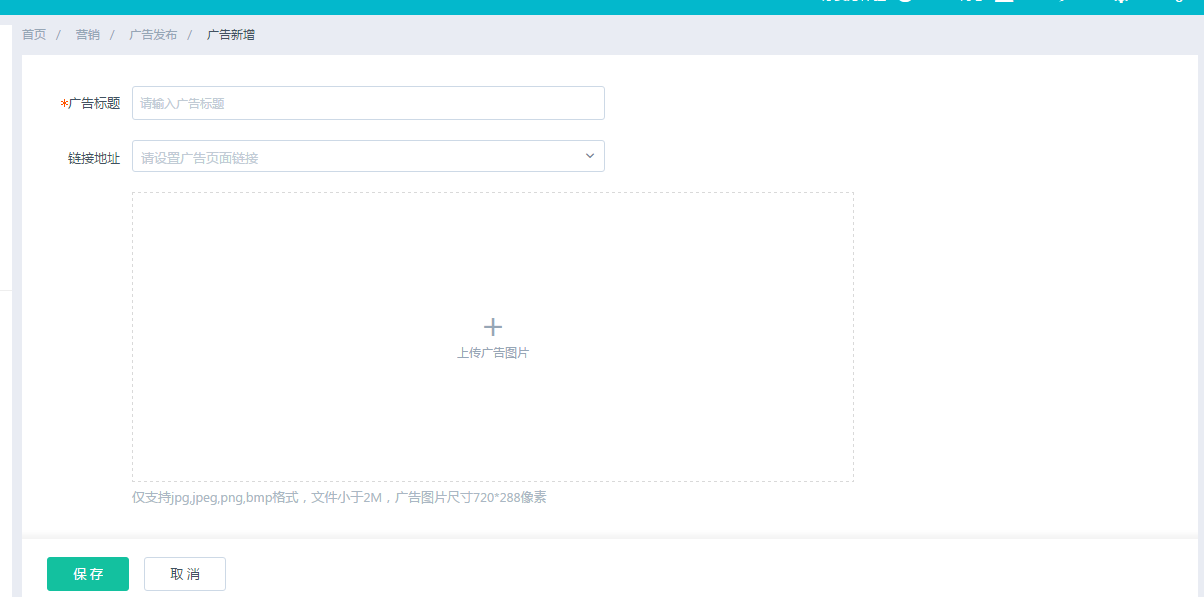 首页 / 营销 / 广告发布 / 广告新增
*广告标题 请输入广告标题
链接地址 请设置广告页面链接
上传广告图片
仅支持jpg,jpeg,png,bmp格式，文件小于2M，广告图片尺寸720*288像素
保存 取消